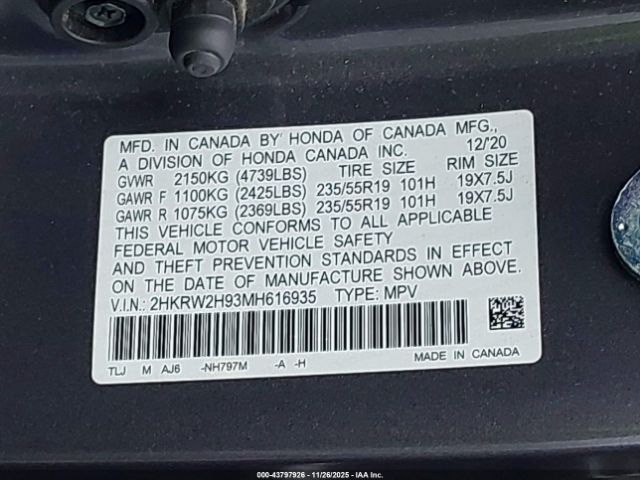 MFD. IN CANADA BY HONDA OF CANADA MFG.,
A DIVISION OF HONDA CANADA INC. 12/'20
GVWR 2150KG (4739LBS) TIRE SIZE RIM SIZE
GAWR F 1100KG (2425LBS) 235/55R19 101H 19X7.5J
GAWR R 1075KG (2369LBS) 235/55R19 101H 19X7.5J
THIS VEHICLE CONFORMS TO ALL APPLICABLE
FEDERAL MOTOR VEHICLE SAFETY
AND THEFT PREVENTION STANDARDS IN EFFECT
ON THE DATE OF MANUFACTURE SHOWN ABOVE.
V.I.N.: 2HKRW2H93MH616935 TYPE: MPV
TLJ M AJ6 -NH797M -A -H MADE IN CANADA
000-43797926 - 11/26/2025 - IAA Inc.